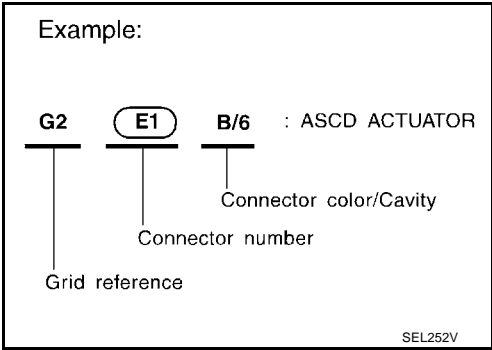 Example:
G2 E1 B/6 : ASCD ACTUATOR
Connector color/Cavity
Connector number
Grid reference
SEL252V